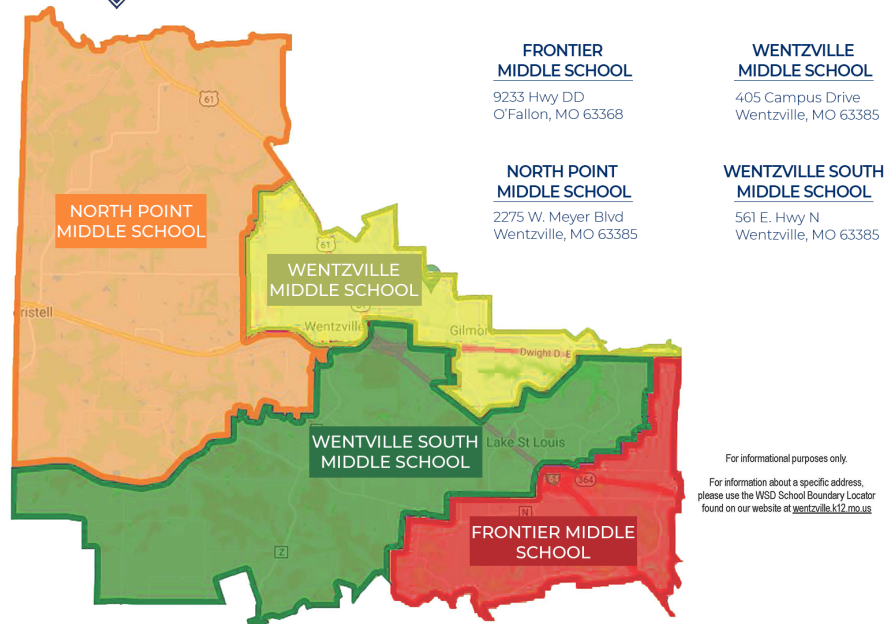 FRONTIER
MIDDLE SCHOOL
9233 Hwy DD
O'Fallon, MO 63368
WENTZVILLE
MIDDLE SCHOOL
405 Campus Drive
Wentzville, MO 63385
NORTH POINT
MIDDLE SCHOOL
2275 W. Meyer Blvd
Wentzville, MO 63385
WENTZVILLE SOUTH
MIDDLE SCHOOL
561 E. Hwy N
Wentzville, MO 63385
61
NORTH POINT
MIDDLE SCHOOL
61
WENTZVILLE
MIDDLE SCHOOL
ristell
Wentzville
Gilmor
Dwight D. E
WENTVILLE SOUTH
MIDDLE SCHOOL
Lake St Louis
64
364
N
FRONTIER MIDDLE
SCHOOL
Z
For informational purposes only.
For information about a specific address,
please use the WSD School Boundary Locator
found on our website at wentzville.k12.mo.us